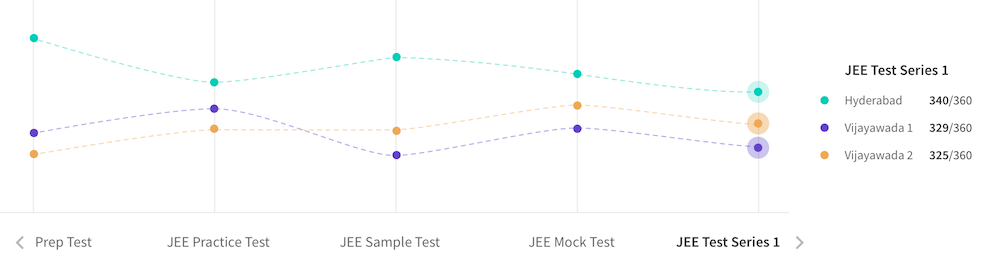 JEE Test Series 1
Hyderabad 340/360
Vijayawada 1 329/360
Vijayawada 2 325/360
Prep Test JEE Practice Test JEE Sample Test JEE Mock Test JEE Test Series 1